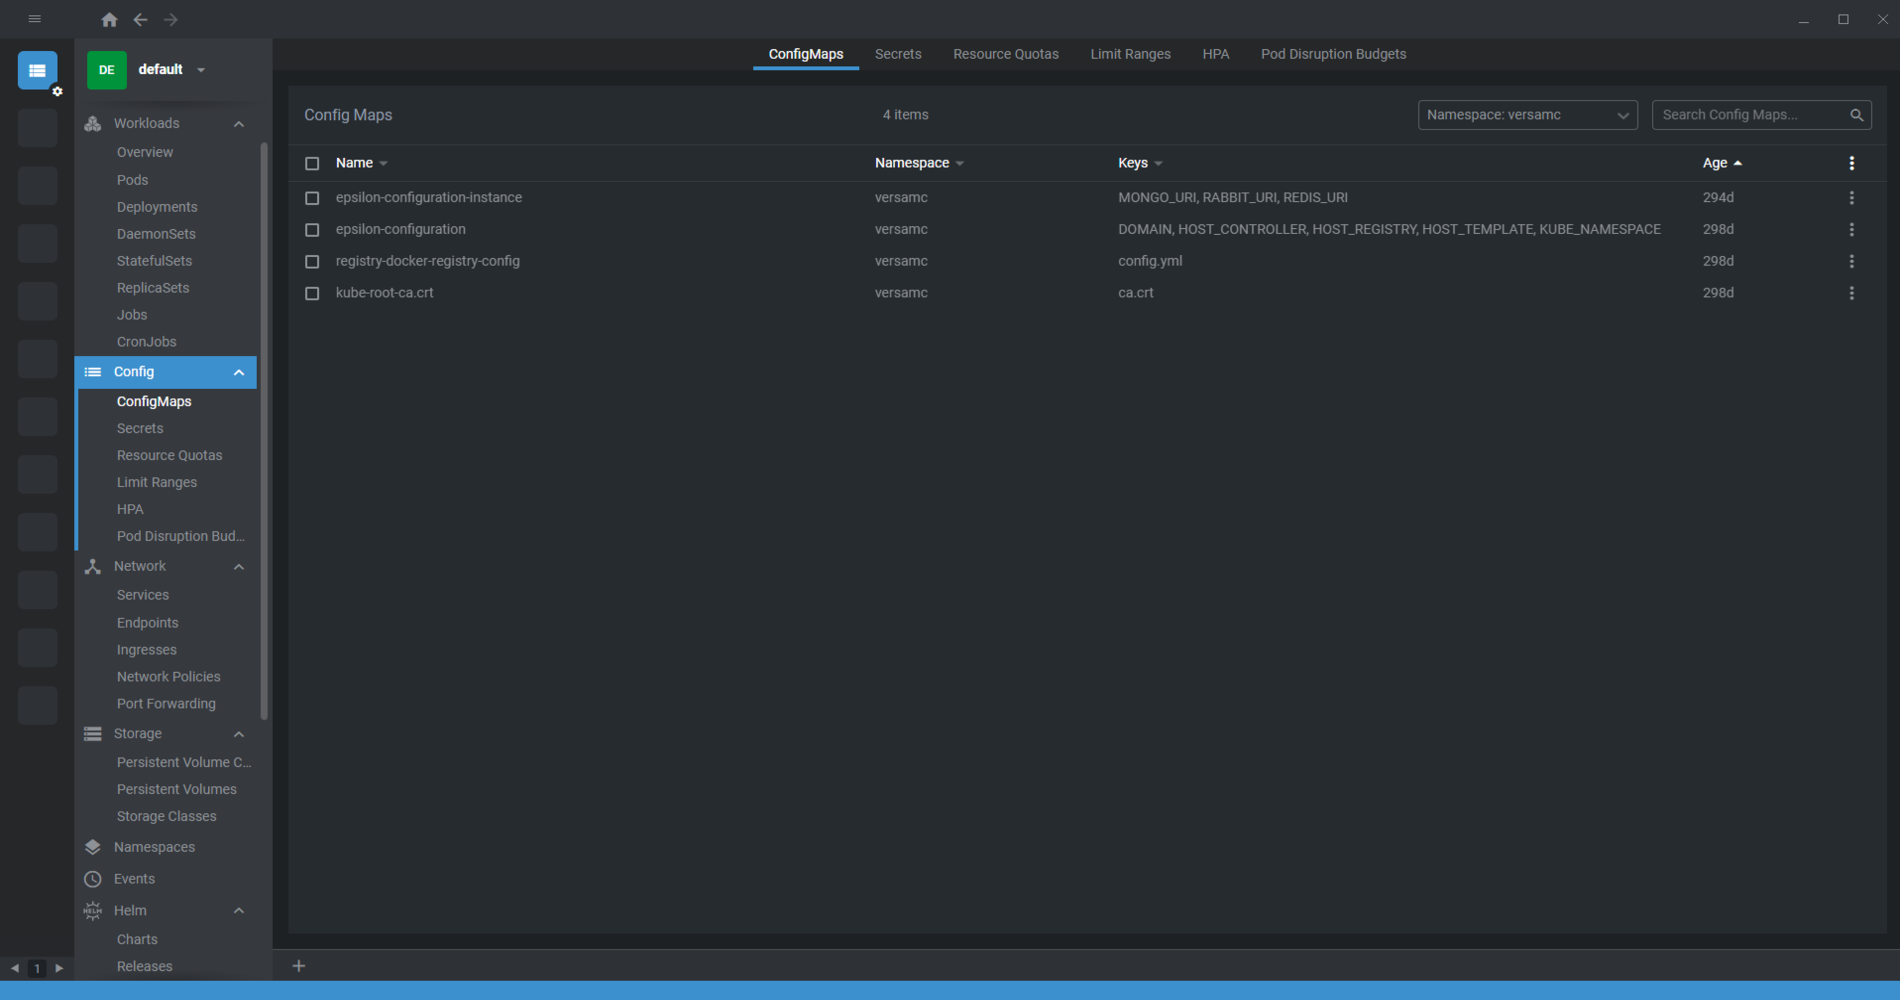 DE default
Workloads
Overview
Pods
Deployments
DaemonSets
StatefulSets
ReplicaSets
Jobs
CronJobs
Config
ConfigMaps
Secrets
Resource Quotas
Limit Ranges
HPA
Pod Disruption Bud...
Network
Services
Endpoints
Ingresses
Network Policies
Port Forwarding
Storage
Persistent Volume C...
Persistent Volumes
Storage Classes
Namespaces
Events
HELM Helm
Charts
Releases
1
ConfigMaps Secrets Resource Quotas Limit Ranges HPA Pod Disruption Budgets
Config Maps 4 items Namespace: versamc Search Config Maps...
Name Namespace Keys Age
epsilon-configuration-instance versamc MONGO_URI, RABBIT_URI, REDIS_URI 294d
epsilon-configuration versamc DOMAIN, HOST_CONTROLLER, HOST_REGISTRY, HOST_TEMPLATE, KUBE_NAMESPACE 298d
registry-docker-registry-config versamc config.yml 298d
kube-root-ca.crt versamc ca.crt 298d